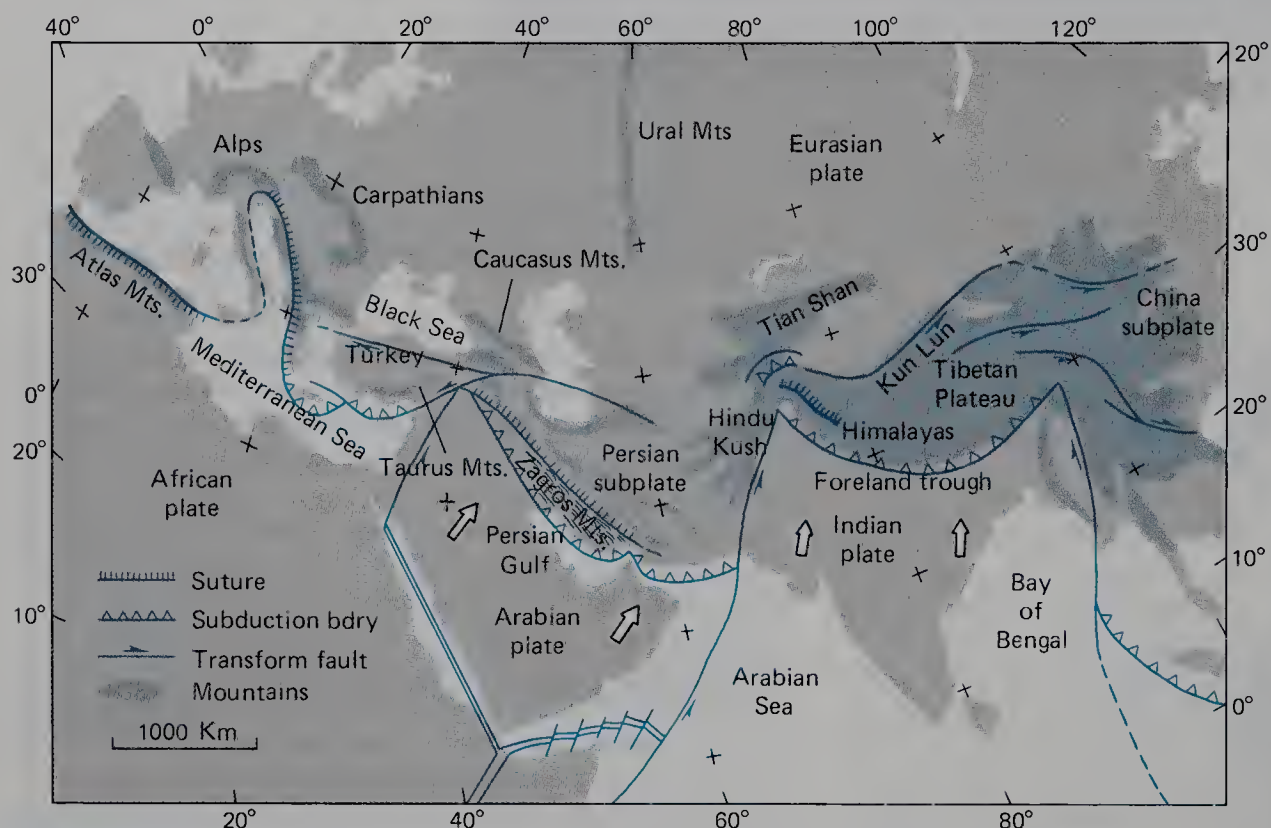 40° 0° 20° 40° 60° 80° 100° 120°
20°
Ural Mts
Eurasian
plate
Alps
Carpathians
30°
Caucasus Mts.
Atlas Mts.
30°
Black Sea
Tian Shan
China
subplate
Turkey
Kun Lun
Mediterranean Sea
Tibetan
Plateau
0°
20°
Hindu
Kush
Himalayas
20°
Taurus Mts.
Zagros Mts.
Persian
subplate
African
plate
Foreland trough
Persian
Gulf
Indian
plate
10°
Suture
Bay
of
Bengal
10°
Subduction bdry
Arabian
plate
Transform fault
Mountains
Arabian
Sea
0°
1000 Km
20° 40° 60° 80°